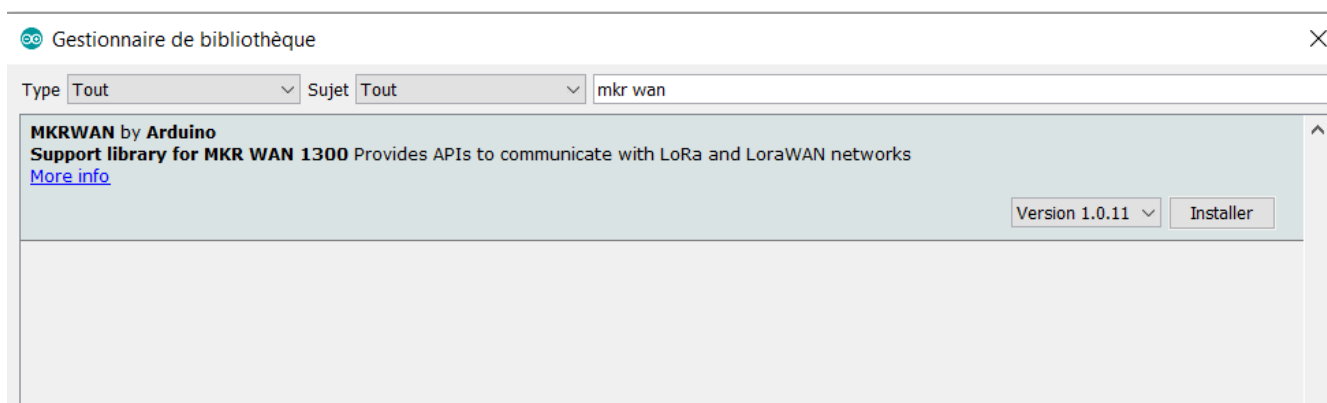 Gestionnaire de bibliothèque
Type Tout Sujet Tout mkr wan
MKRWAN by Arduino
Support library for MKR WAN 1300 Provides APIs to communicate with LoRa and LoraWAN networks
More info
Version 1.0.11 Installer